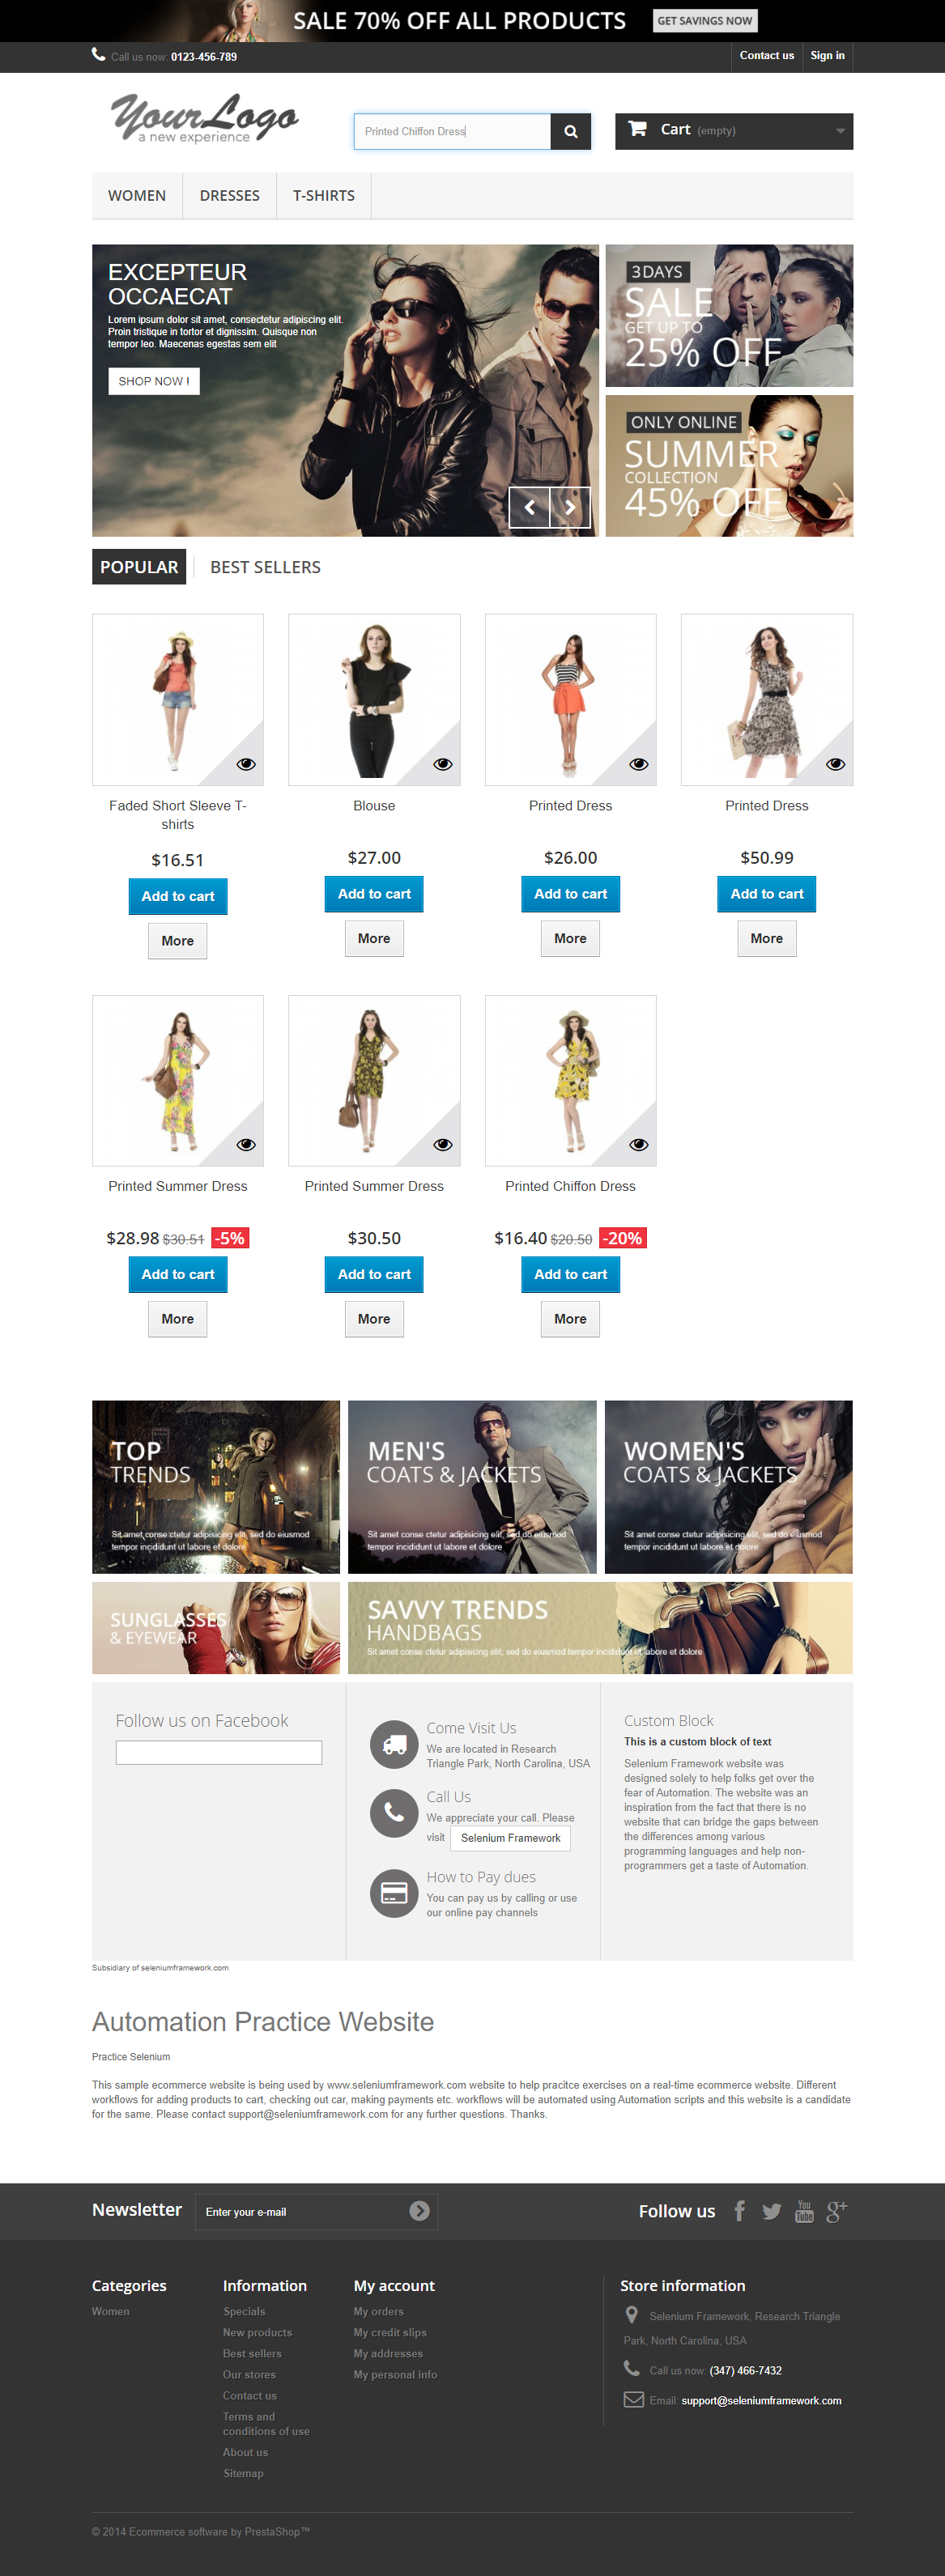 SALE 70% OFF ALL PRODUCTS GET SAVINGS NOW
Call us now: 0123-456-789 Contact us Sign in
YourLogo
a new experience
Printed Chiffon Dress
Cart (empty)
WOMEN DRESSES T-SHIRTS
EXCEPTEUR
OCCAECAT
Lorem ipsum dolor sit amet, consectetur adipiscing elit.
Proin tristique in tortor et dignissim. Quisque non
tempor leo. Maecenas egestas sem elit
SHOP NOW !
3 DAYS
SALE
GET UP TO
25% OFF
ONLY ONLINE
SUMMER
COLLECTION
45% OFF
POPULAR BEST SELLERS
Faded Short Sleeve T-
shirts
$16.51
Add to cart
More
Blouse
$27.00
Add to cart
More
Printed Dress
$26.00
Add to cart
More
Printed Dress
$50.99
Add to cart
More
Printed Summer Dress
$28.98 $30.51 -5%
Add to cart
More
Printed Summer Dress
$30.50
Add to cart
More
Printed Chiffon Dress
$16.40 $20.50 -20%
Add to cart
More
TOP
TRENDS
Sit amet conse ctetur adipisicing elit, sed do eiusmod
tempor incididunt ut labore et dolore
MEN'S
COATS & JACKETS
Sit amet conse ctetur adipisicing elit, sed do eiusmod
tempor incididunt ut labore et dolore
WOMEN'S
COATS & JACKETS
Sit amet conse ctetur adipisicing elit, sed do eiusmod
tempor incididunt ut labore et dolore
SUNGLASSES
& EYEWEAR
SAVVY TRENDS
HANDBAGS
Sit amet conse ctetur adipisicing elit, sed do eiusmod tempor incididunt ut labore et dolore
Follow us on Facebook
Come Visit Us
We are located in Research
Triangle Park, North Carolina, USA
Call Us
We appreciate your call. Please
visit Selenium Framework
How to Pay dues
You can pay us by calling or use
our online pay channels
Custom Block
This is a custom block of text
Selenium Framework website was
designed solely to help folks get over the
fear of Automation. The website was an
inspiration from the fact that there is no
website that can bridge the gaps between
the differences among various
programming languages and help non-
programmers get a taste of Automation.
Subsidiary of seleniumframework.com
Automation Practice Website
Practice Selenium
This sample ecommerce website is being used by www.seleniumframework.com website to help pracitce exercises on a real-time ecommerce website. Different
workflows for adding products to cart, checking out car, making payments etc. workflows will be automated using Automation scripts and this website is a candidate
for the same. Please contact support@seleniumframework.com for any further questions. Thanks.
Newsletter Enter your e-mail
Follow us
You
Tube
g+
Categories
Women
Information
Specials
New products
Best sellers
Our stores
Contact us
Terms and
conditions of use
About us
Sitemap
My account
My orders
My credit slips
My addresses
My personal info
Store information
Selenium Framework, Research Triangle
Park, North Carolina, USA
Call us now: (347) 466-7432
Email: support@seleniumframework.com
© 2014 Ecommerce software by PrestaShop™